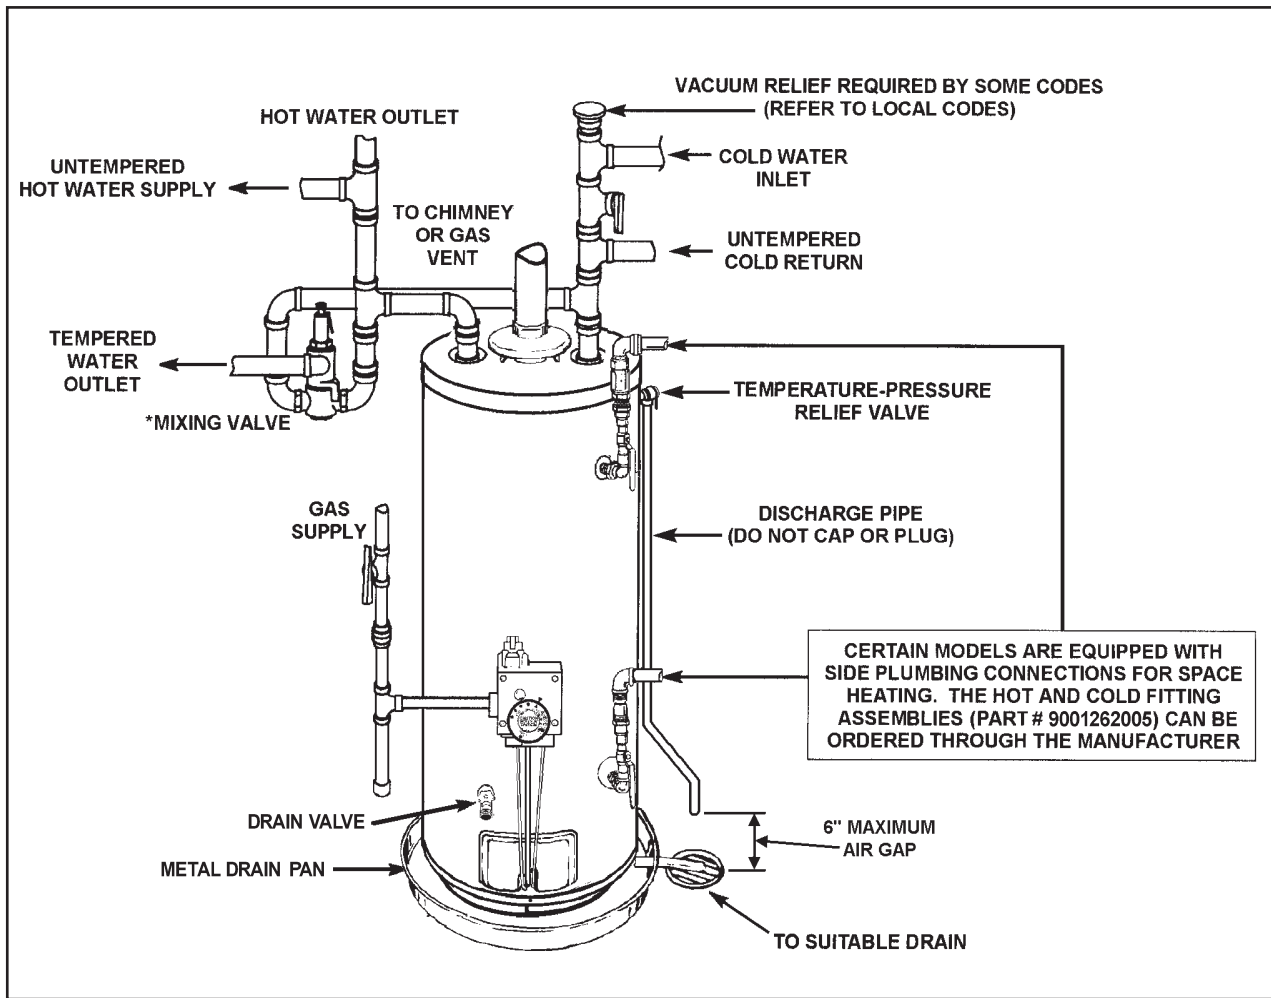 VACUUM RELIEF REQUIRED BY SOME CODES
(REFER TO LOCAL CODES)
HOT WATER OUTLET
COLD WATER
INLET
UNTEMPERED
HOT WATER SUPPLY
TO CHIMNEY
OR GAS
VENT
UNTEMPERED
COLD RETURN
TEMPERED
WATER
OUTLET
*MIXING VALVE
TEMPERATURE-PRESSURE
RELIEF VALVE
GAS
SUPPLY
DISCHARGE PIPE
(DO NOT CAP OR PLUG)
CERTAIN MODELS ARE EQUIPPED WITH
SIDE PLUMBING CONNECTIONS FOR SPACE
HEATING. THE HOT AND COLD FITTING
ASSEMBLIES (PART # 9001262005) CAN BE
ORDERED THROUGH THE MANUFACTURER
DRAIN VALVE
6" MAXIMUM
AIR GAP
METAL DRAIN PAN
TO SUITABLE DRAIN